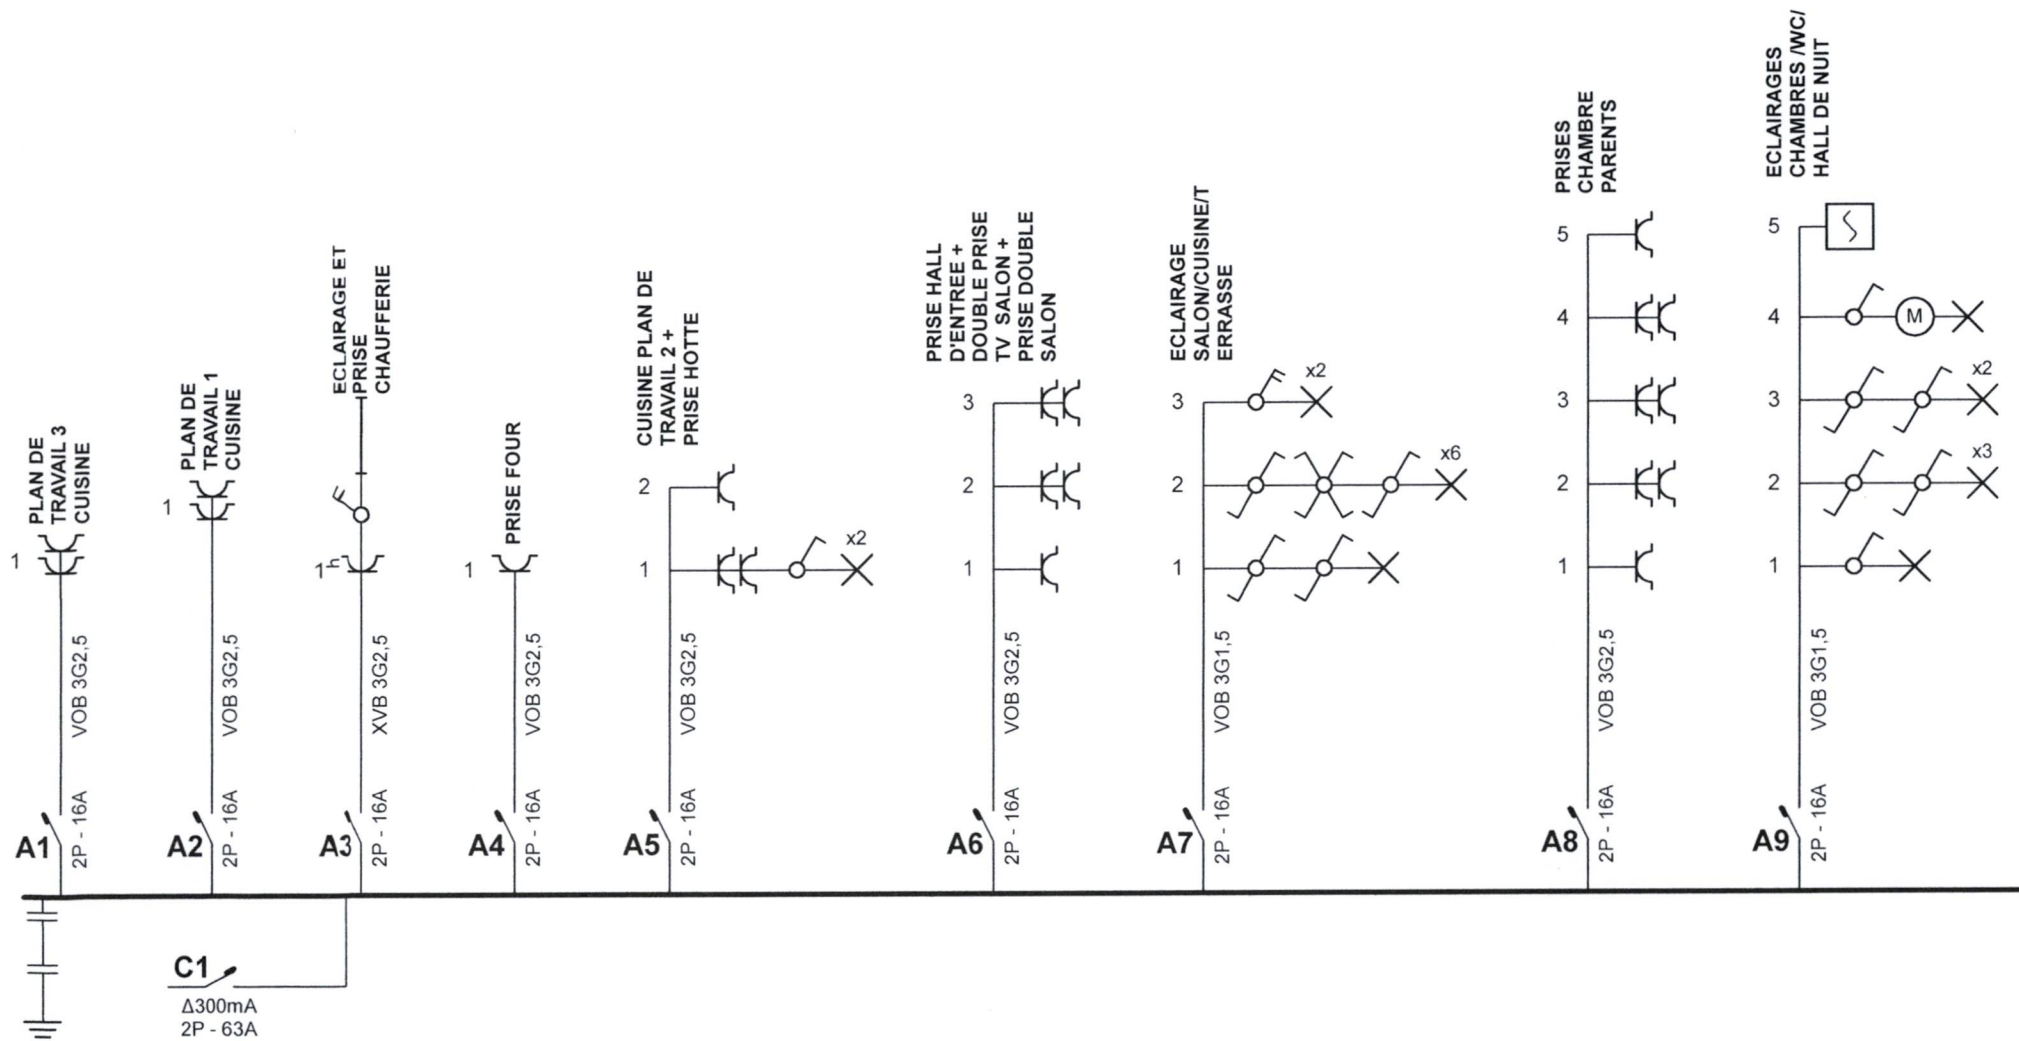 PLAN DE
TRAVAIL 3
CUISINE
1
VOB 3G2,5
2P - 16A
A1
PLAN DE
TRAVAIL 1
CUISINE
1
VOB 3G2,5
2P - 16A
A2
ECLAIRAGE ET
PRISE
CHAUFFERIE
1
h
XVB 3G2,5
2P - 16A
A3
PRISE FOUR
1
VOB 3G2,5
2P - 16A
A4
CUISINE PLAN DE
TRAVAIL 2 +
PRISE HOTTE
2
1
x2
VOB 3G2,5
2P - 16A
A5
PRISE HALL
D'ENTREE +
DOUBLE PRISE
TV SALON +
PRISE DOUBLE
SALON
3
2
1
VOB 3G2,5
2P - 16A
A6
ECLAIRAGE
SALON/CUISINE/T
ERRASSE
3
x2
2
x6
1
VOB 3G1,5
2P - 16A
A7
PRISES
CHAMBRE
PARENTS
5
4
3
2
1
VOB 3G2,5
2P - 16A
A8
ECLAIRAGES
CHAMBRES /WC/
HALL DE NUIT
5
4
M
3
x2
2
x3
1
VOB 3G1,5
2P - 16A
A9
C1
Δ300mA
2P - 63A